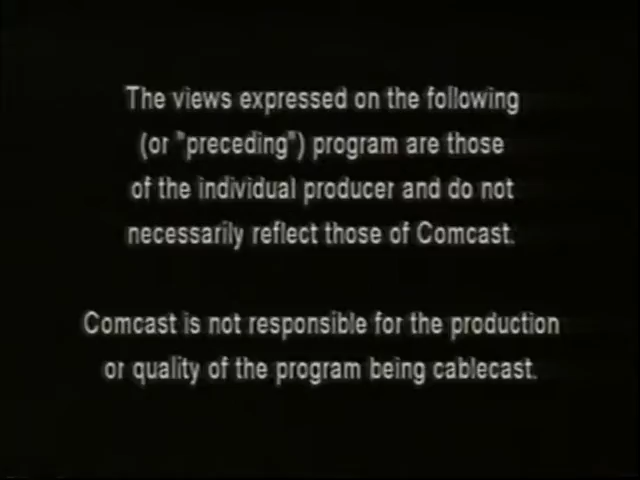 The views expressed on the following
(or "preceding") program are those
of the individual producer and do not
necessarily reflect those of Comcast.
Comcast is not responsible for the production
or quality of the program being cablecast.